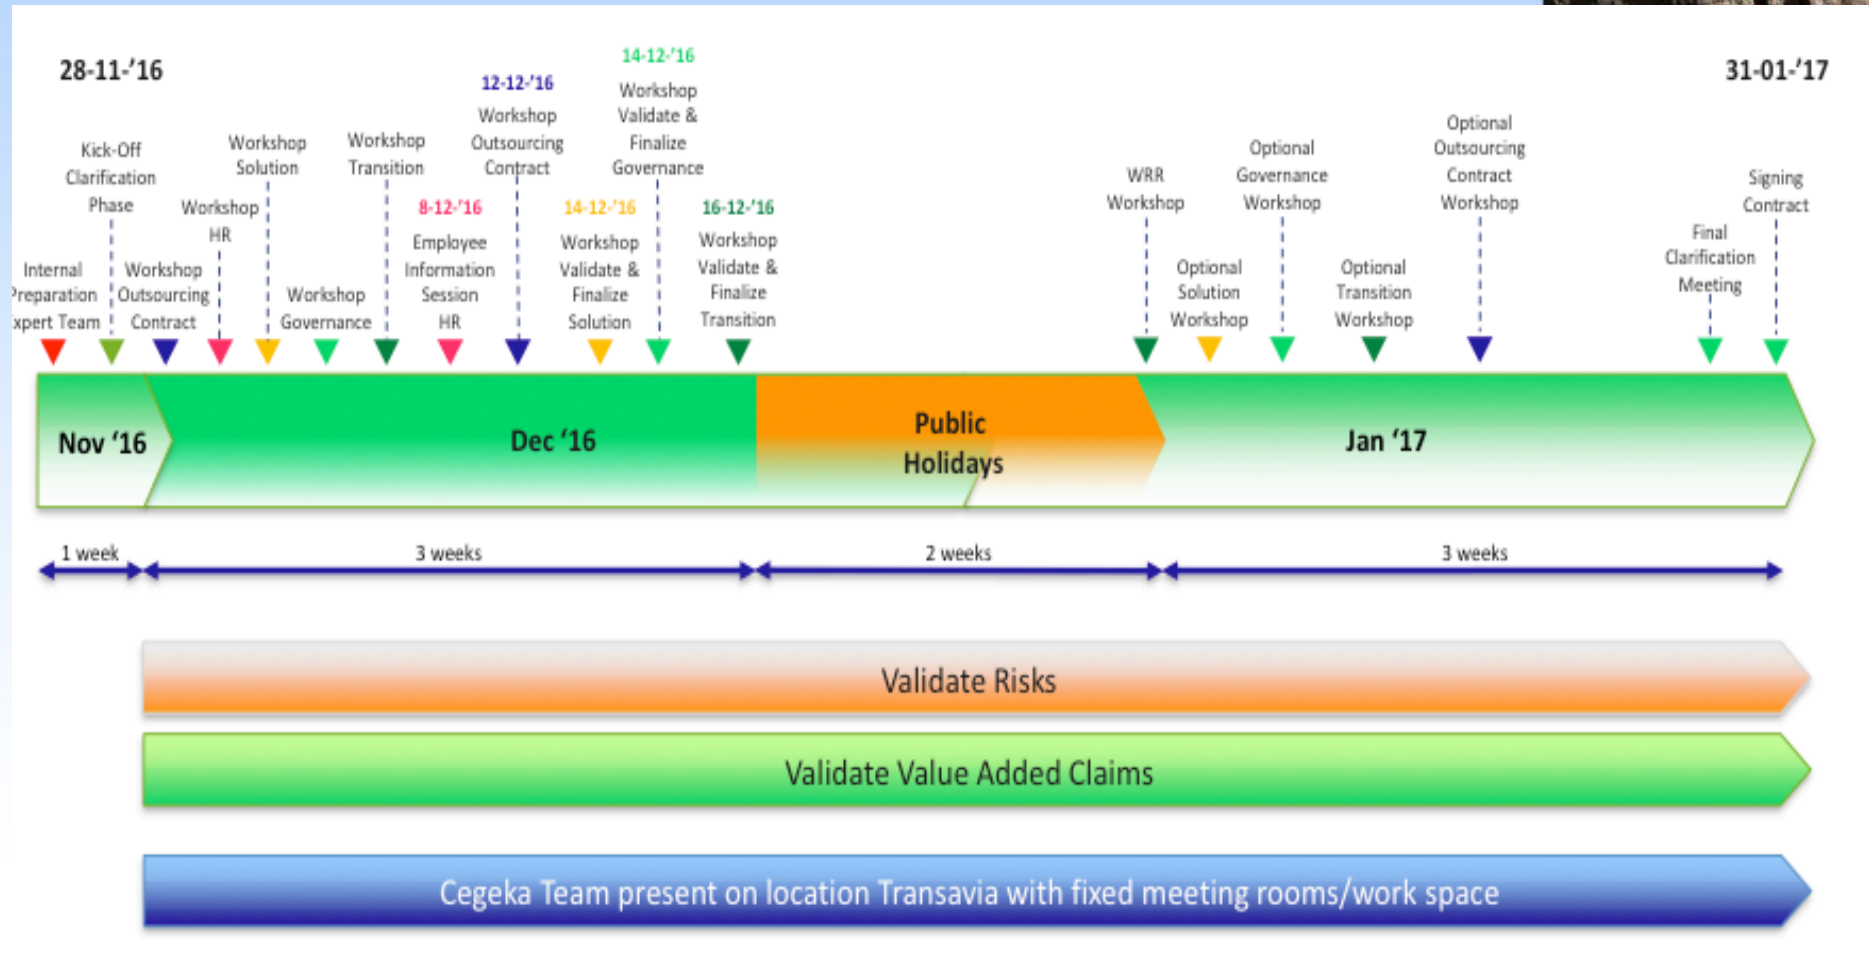 28-11-'16
31-01-'17
Internal
Preparation
Expert Team
Kick-Off
Clarification
Phase
Workshop
Outsourcing
Contract
Workshop
HR
Workshop
Solution
Workshop
Governance
Workshop
Transition
8-12-'16
Employee
Information
Session
HR
12-12-'16
Workshop
Outsourcing
Contract
14-12-'16
Workshop
Validate &
Finalize
Solution
14-12-'16
Workshop
Validate &
Finalize
Governance
16-12-'16
Workshop
Validate &
Finalize
Transition
WRR
Workshop
Optional
Solution
Workshop
Optional
Governance
Workshop
Optional
Transition
Workshop
Optional
Outsourcing
Contract
Workshop
Final
Clarification
Meeting
Signing
Contract
Nov ‘16
Dec ‘16
Public
Holidays
Jan ‘17
1 week
3 weeks
2 weeks
3 weeks
Validate Risks
Validate Value Added Claims
Cegeka Team present on location Transavia with fixed meeting rooms/work space